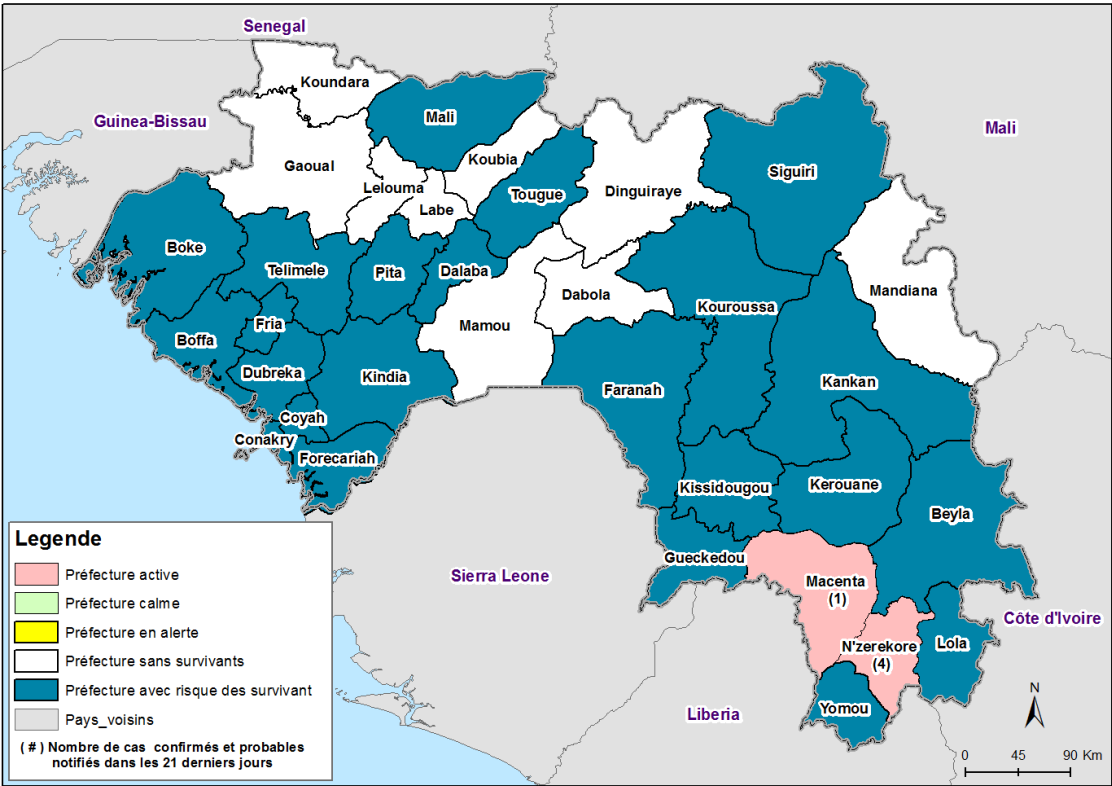 Senegal
Koundara
Guinea-Bissau
Mali
Mali
Gaoual
Koubia
Siguiri
Lelouma
Tougue
Dinguiraye
Labe
Boke
Telimele
Pita
Dalaba
Mandiana
Dabola
Kouroussa
Fria
Mamou
Boffa
Dubreka
Kindia
Kankan
Faranah
Coyah
Conakry
Forecariah
Kissidougou
Kerouane
Beyla
Gueckedou
Sierra Leone
Macenta
(1)
Côte d'Ivoire
N'zerekore
(4)
Lola
Yomou
Liberia
N
0 45 90 Km
Legende
Préfecture active
Préfecture calme
Préfecture en alerte
Préfecture sans survivants
Préfecture avec risque des survivant
Pays_voisins
( # ) Nombre de cas confirmés et probables
notifiés dans les 21 derniers jours